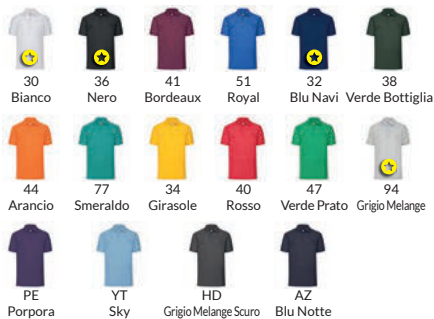 30 36 41 51 32 38
Bianco Nero Bordeaux Royal Blu Navi Verde Bottiglia
44 77 34 40 47 94
Arancio Smeraldo Girasole Rosso Verde Prato Grigio Melange
PE YT HD AZ
Porpora Sky Grigio Melange Scuro Blu Notte